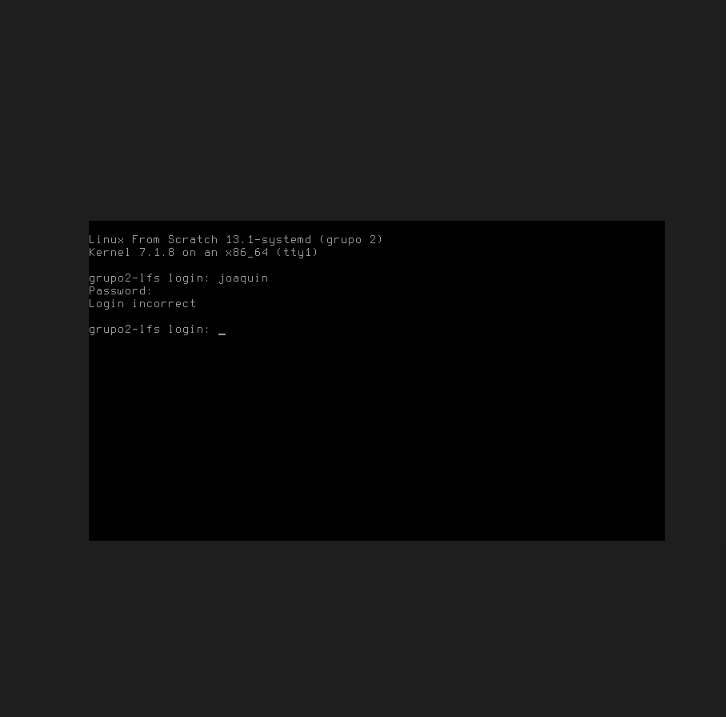 Linux From Scratch 13.1-systemd (grupo 2)
Kernel 7.1.8 on an x86_64 (tty1)
grupo2-lfs login: joaquin
Password:
Login incorrect
grupo2-lfs login: _